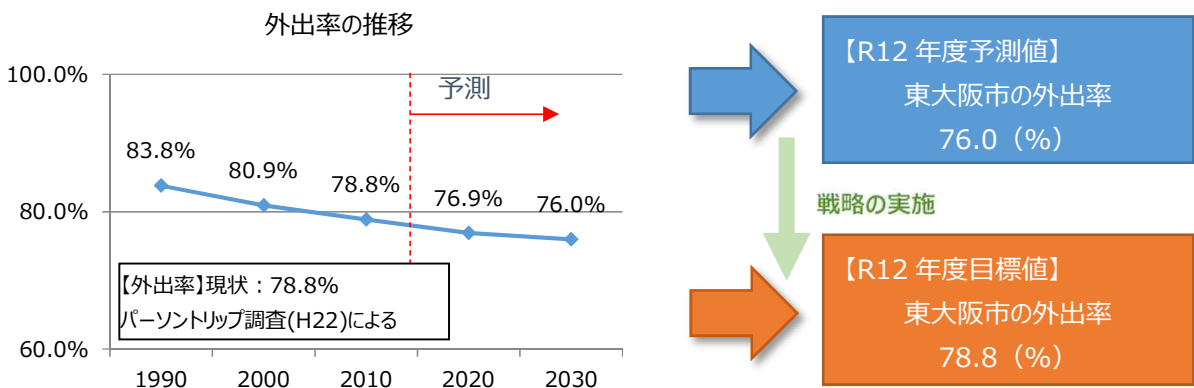 外出率の推移
100.0%
80.0%
60.0%
予測
83.8%
80.9%
78.8%
76.9%
76.0%
【外出率】現状：78.8%
パーソントリップ調査(H22)による
1990
2000
2010
2020
2030
【R12 年度予測値】
東大阪市の外出率
76.0（%）
戦略の実施
【R12 年度目標値】
東大阪市の外出率
78.8（%）